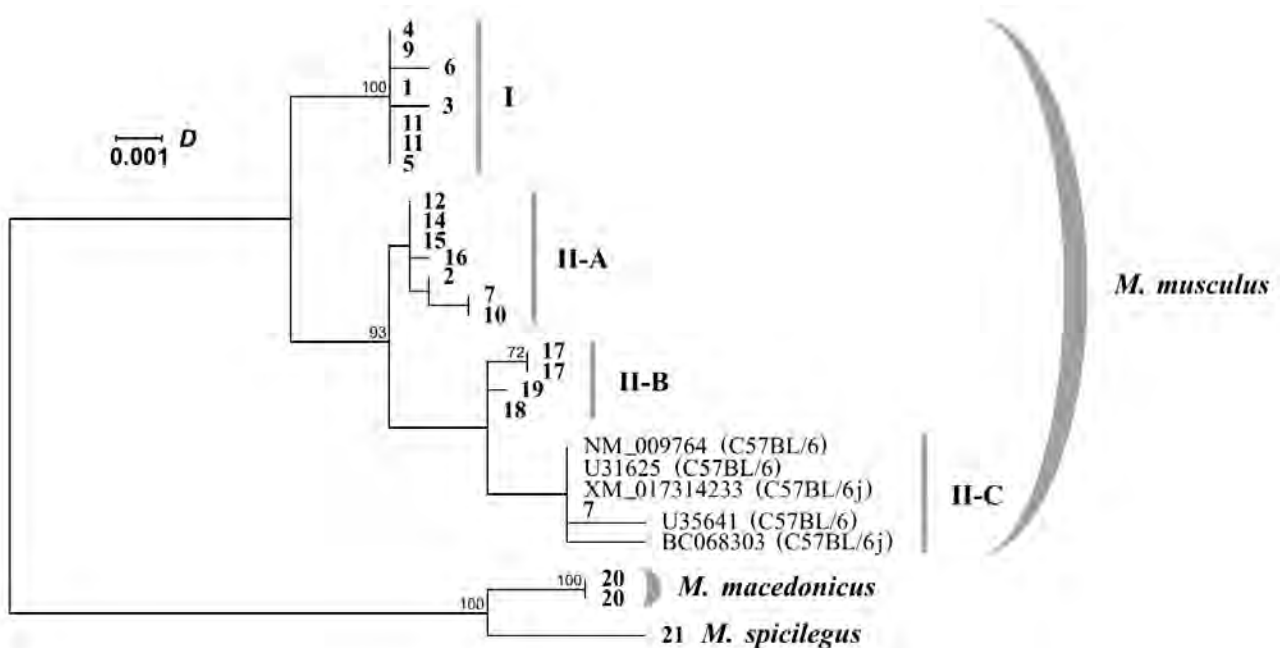 4
9
6
100
1
3
I
11
11
5
D
0.001
12
14
15
16
2
7
10
II-A
93
M. musculus
72
17
17
19
18
II-B
NM_009764 (C57BL/6)
U31625 (C57BL/6)
XM_017314233 (C57BL/6j)
7
U35641 (C57BL/6)
BC068303 (C57BL/6j)
II-C
100
20
20
M. macedonicus
100
21
M. spicilegus